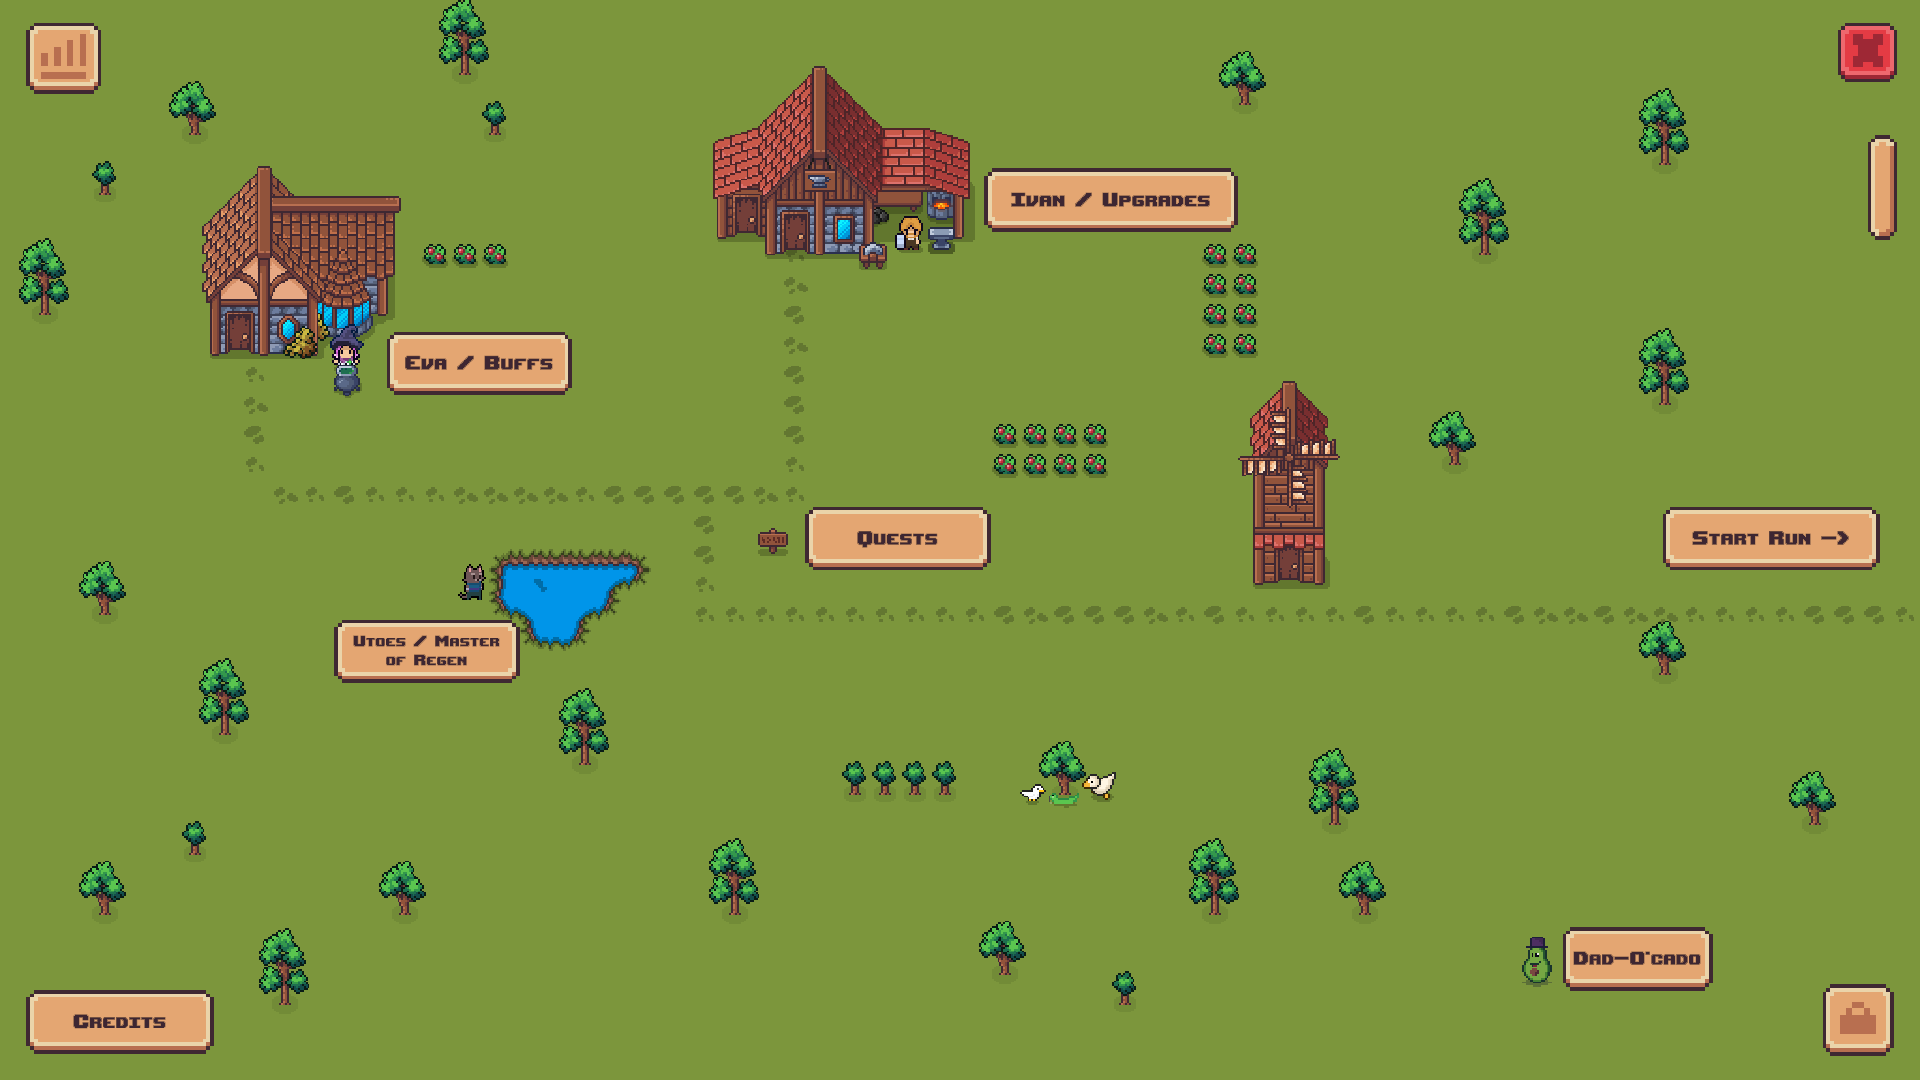 Ivan / Upgrades
Eva / Buffs
Quests
Start Run ->
Utoes / Master
of Regen
Dad-O'cado
Credits